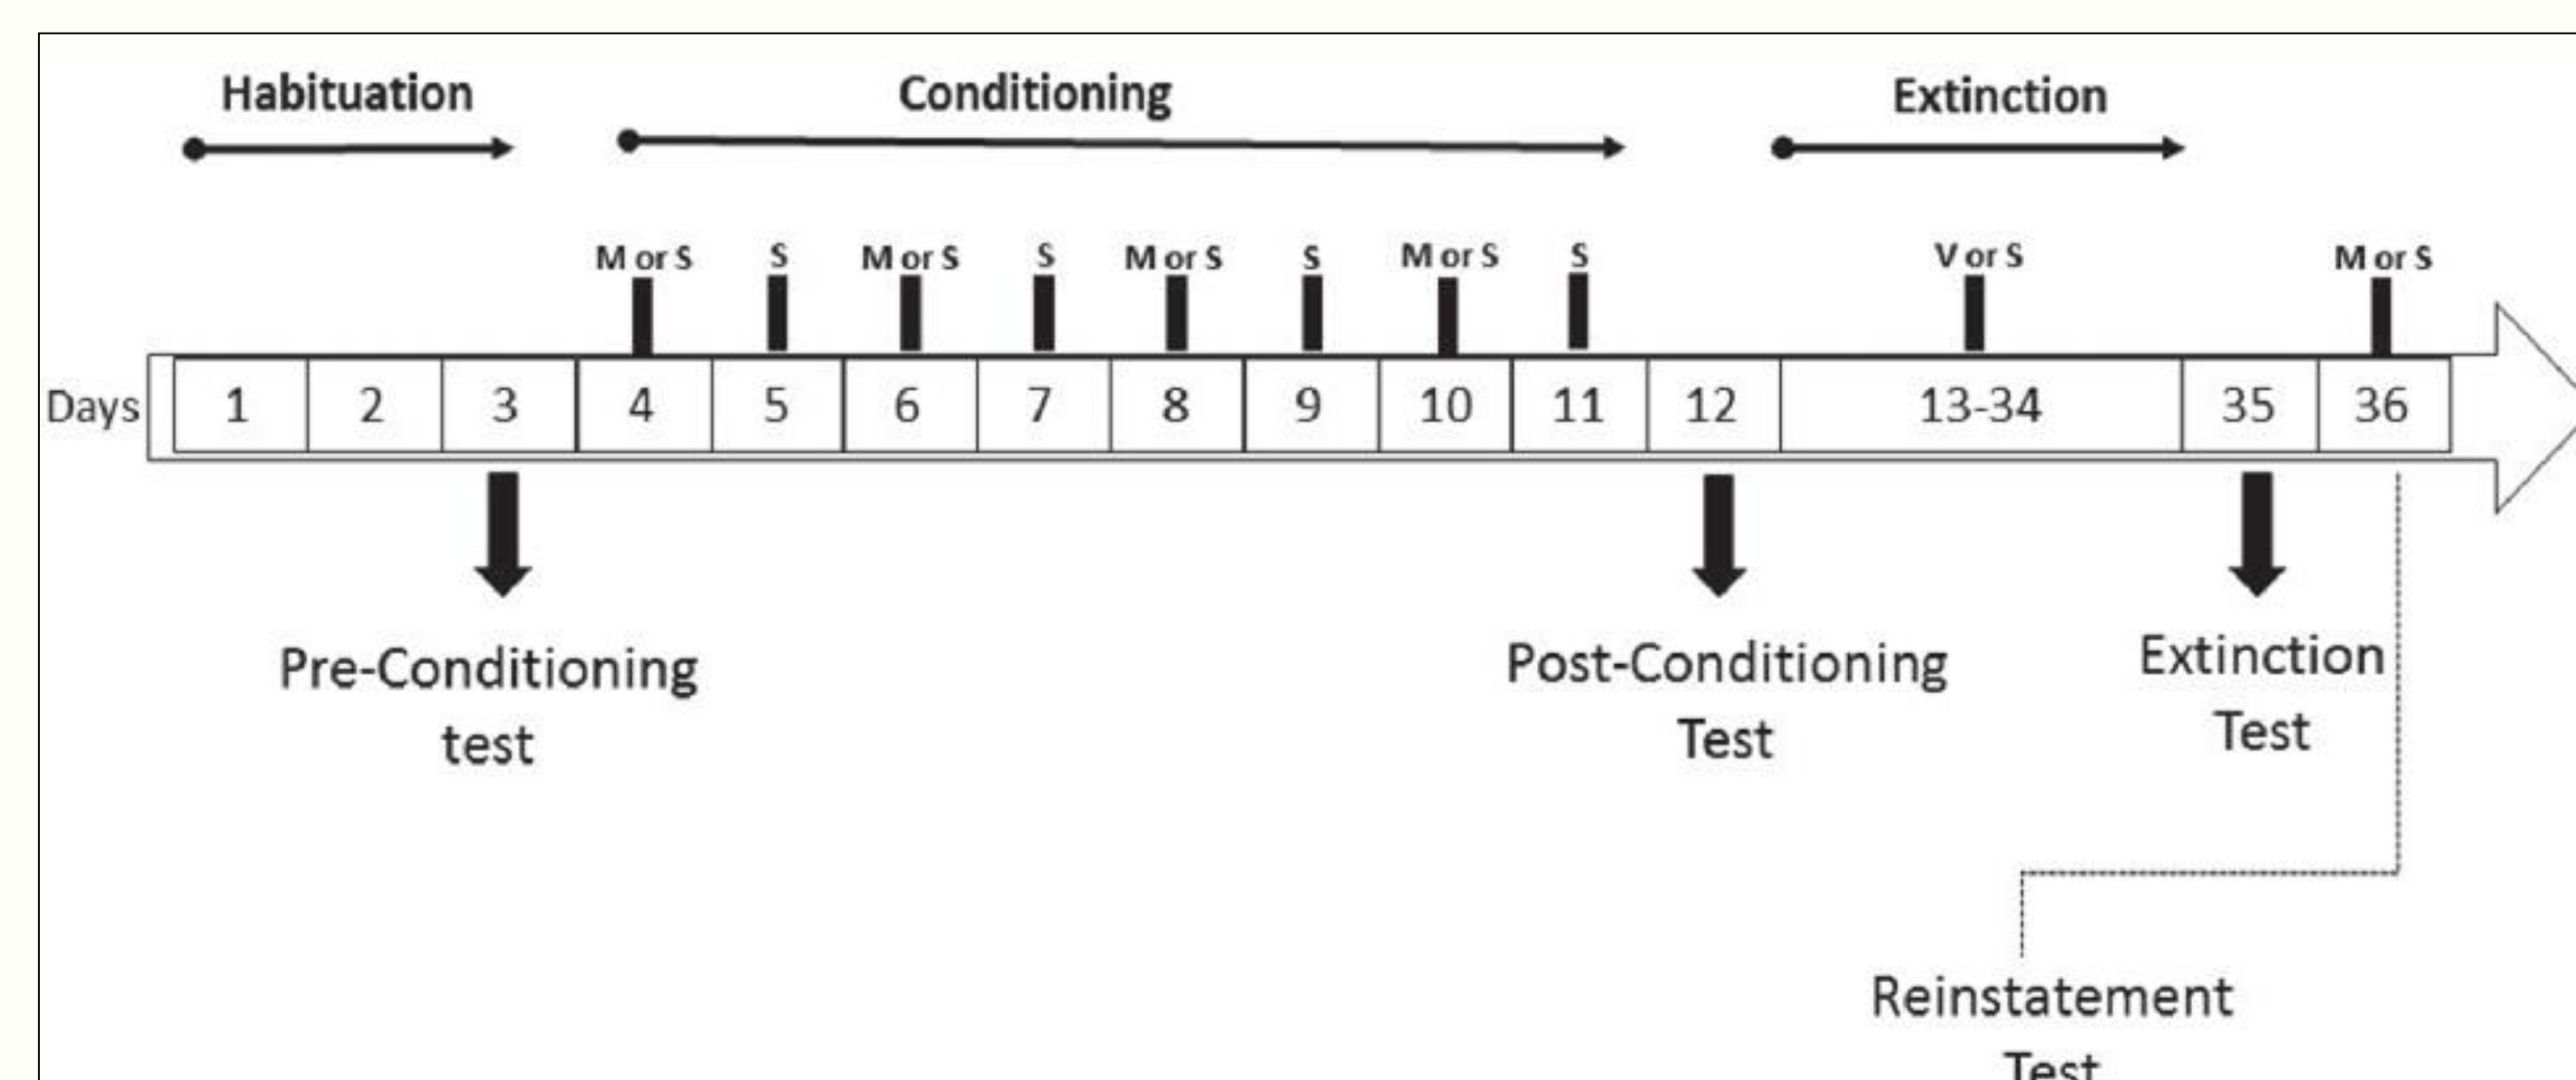 Habituation Conditioning Extinction
M or S S M or S S M or S S M or S S V or S M or S
Days 1 2 3 4 5 6 7 8 9 10 11 12 13-34 35 36
Pre-Conditioning
test
Post-Conditioning
Test
Extinction
Test
Reinstatement
Test